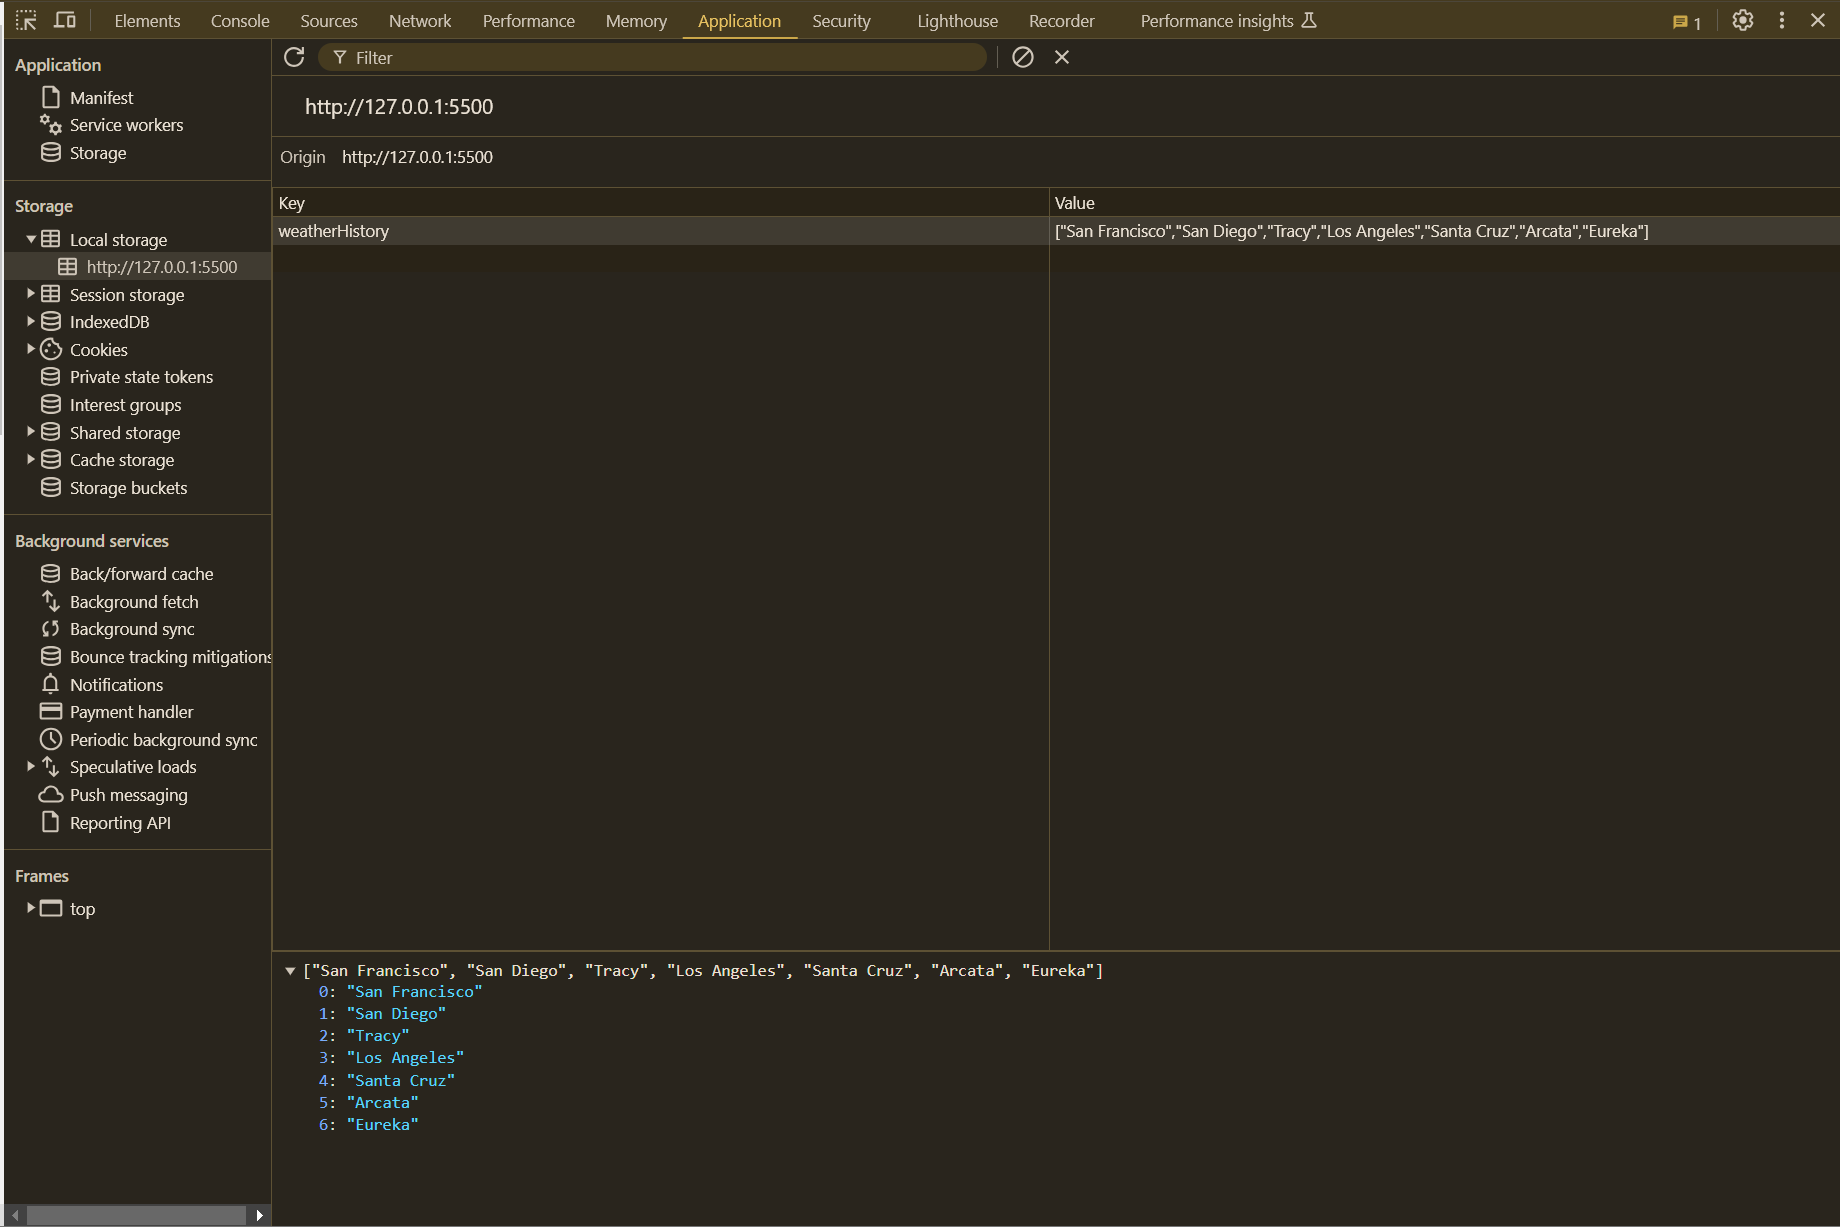 Elements Console Sources Network Performance Memory Application Security Lighthouse Recorder Performance insights 1
Application
Manifest
Service workers
Storage
Storage
Local storage
http://127.0.0.1:5500
Session storage
IndexedDB
Cookies
Private state tokens
Interest groups
Shared storage
Cache storage
Storage buckets
Background services
Back/forward cache
Background fetch
Background sync
Bounce tracking mitigations
Notifications
Payment handler
Periodic background sync
Speculative loads
Push messaging
Reporting API
Frames
top
Filter
http://127.0.0.1:5500
Origin http://127.0.0.1:5500
Key Value
weatherHistory ["San Francisco","San Diego","Tracy","Los Angeles","Santa Cruz","Arcata","Eureka"]
["San Francisco", "San Diego", "Tracy", "Los Angeles", "Santa Cruz", "Arcata", "Eureka"]
0: "San Francisco"
1: "San Diego"
2: "Tracy"
3: "Los Angeles"
4: "Santa Cruz"
5: "Arcata"
6: "Eureka"